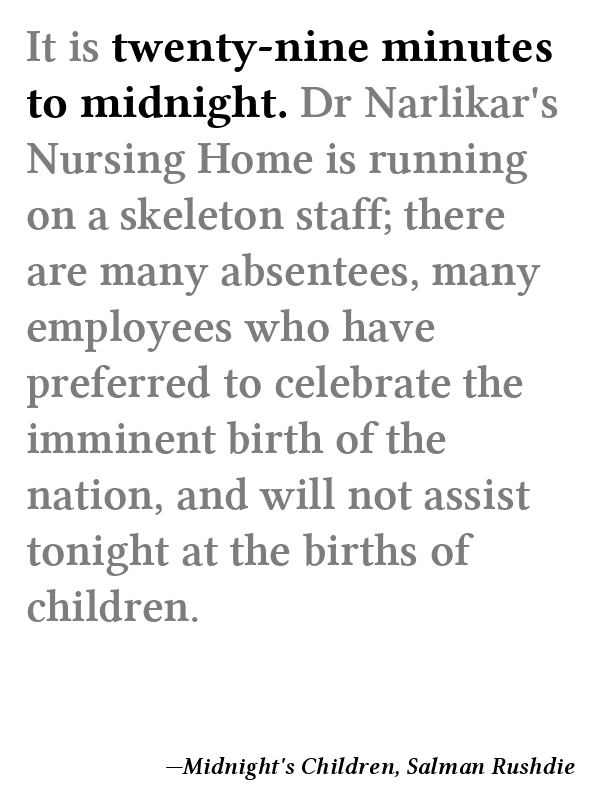 It is twenty-nine minutes
to midnight. Dr Narlikar's
Nursing Home is running
on a skeleton staff; there
are many absentees, many
employees who have
preferred to celebrate the
imminent birth of the
nation, and will not assist
tonight at the births of
children.
—Midnight's Children, Salman Rushdie